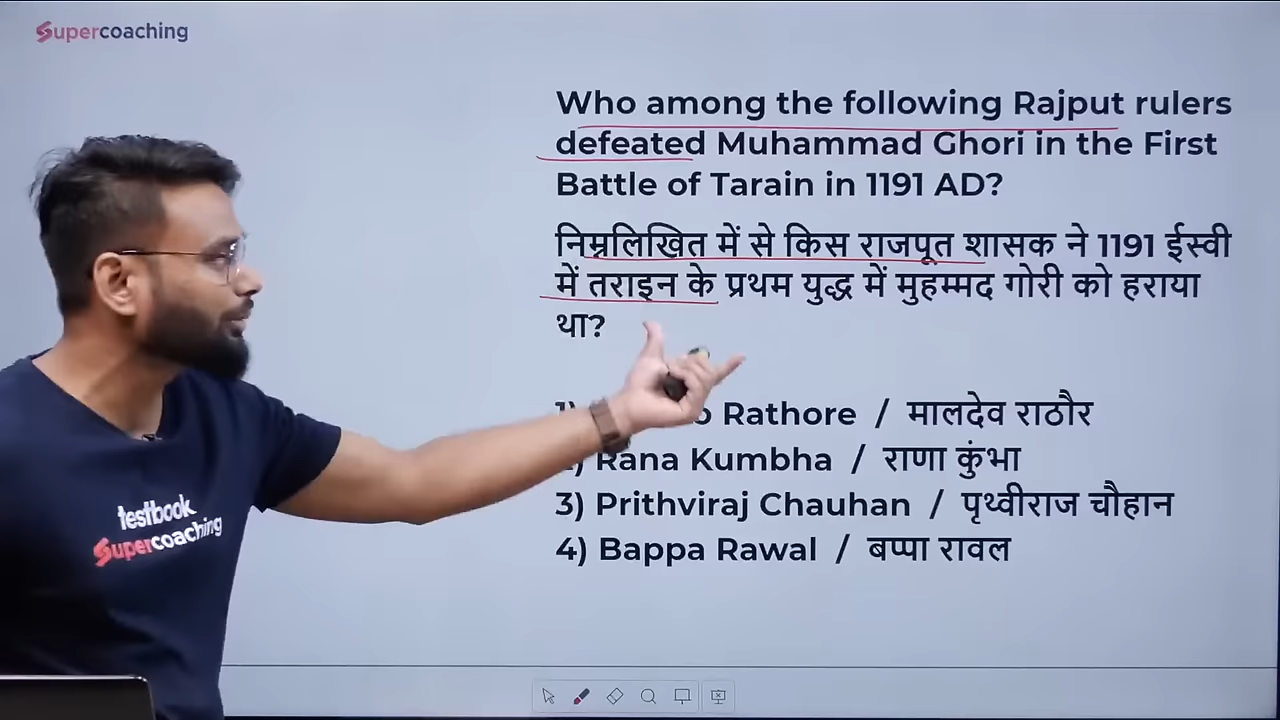 Supercoaching
Who among the following Rajput rulers
defeated Muhammad Ghori in the First
Battle of Tarain in 1191 AD?
निम्नलिखित में से किस राजपूत शासक ने 1191 ईस्वी
में तराइन के प्रथम युद्ध में मुहम्मद गोरी को हराया
था?
Rathore / मालदेव राठौर
Rana Kumbha / राणा कुंभा
3) Prithviraj Chauhan / पृथ्वीराज चौहान
4) Bappa Rawal / बप्पा रावल
testbook
Supercoaching